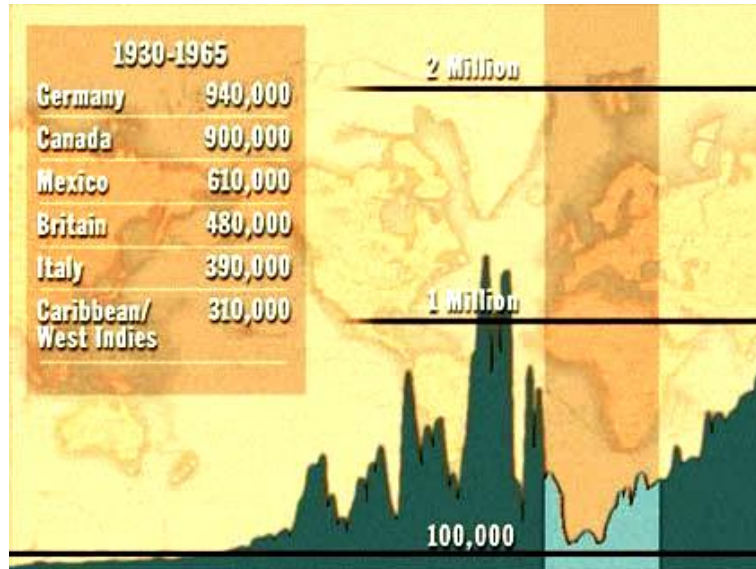 1930-1965
Germany 940,000
Canada 900,000
Mexico 610,000
Britain 480,000
Italy 390,000
Caribbean/ 310,000
West Indies
2 Million
1 Million
100,000